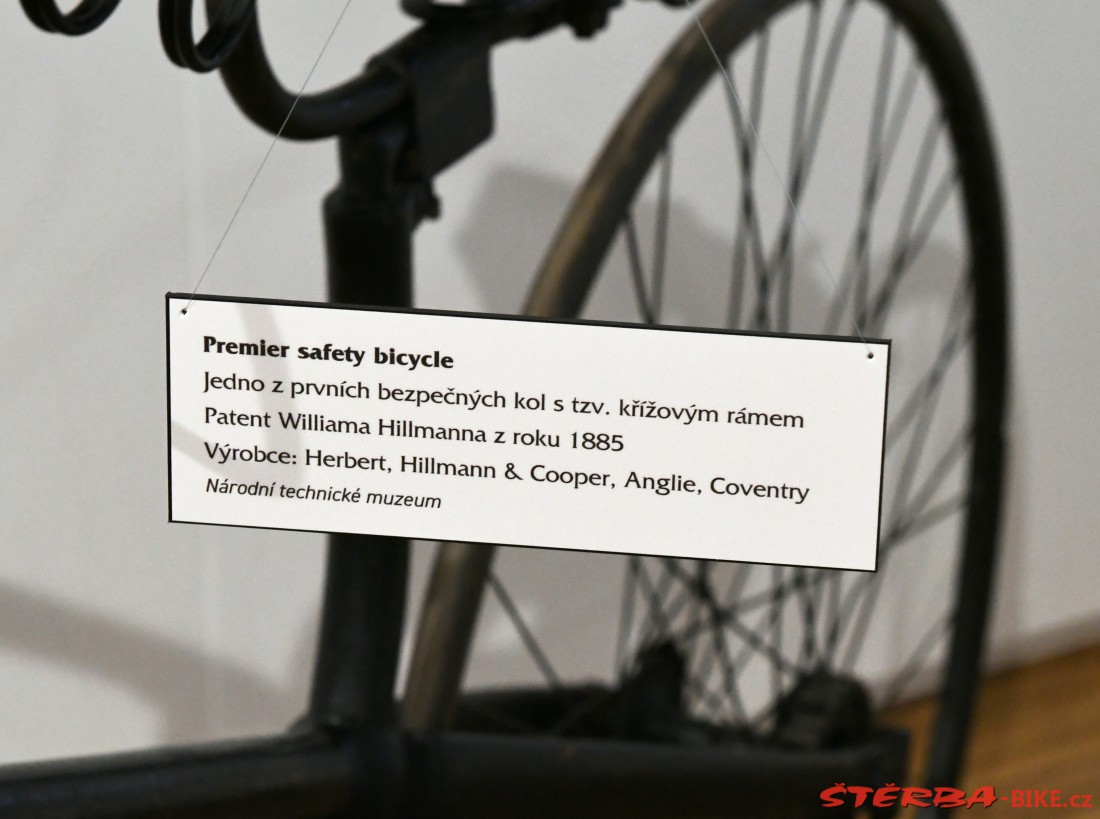 Premier safety bicycle
Jedno z prvních bezpečných kol s tzv. křížovým rámem
Patent Williama Hillmanna z roku 1885
Výrobce: Herbert, Hillmann & Cooper, Anglie, Coventry
Národní technické muzeum
ŠTĚRBA-BIKE.cz